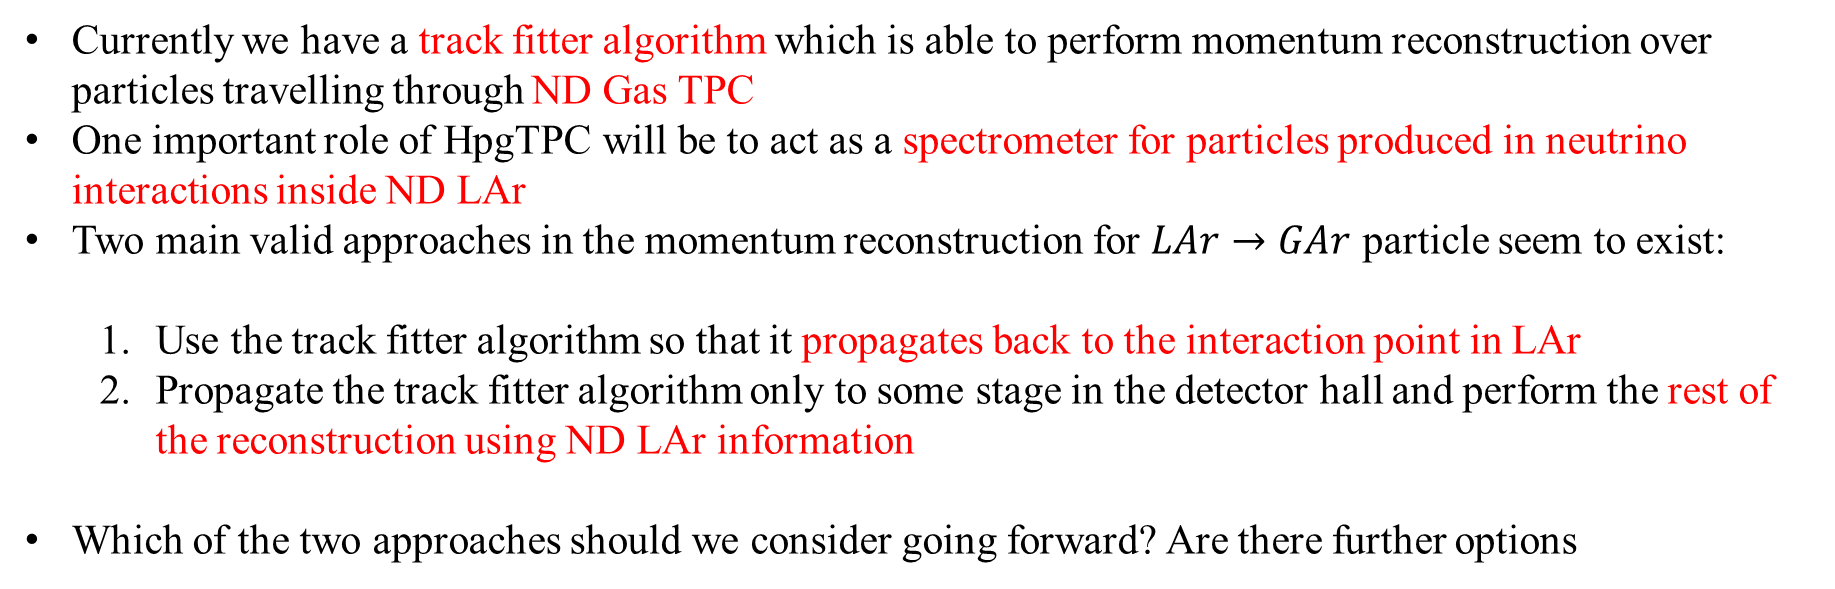 • Currently we have a track fitter algorithm which is able to perform momentum reconstruction over
particles travelling through ND Gas TPC
• One important role of HpgTPC will be to act as a spectrometer for particles produced in neutrino
interactions inside ND LAr
• Two main valid approaches in the momentum reconstruction for LAr → GAr particle seem to exist:
1. Use the track fitter algorithm so that it propagates back to the interaction point in LAr
2. Propagate the track fitter algorithm only to some stage in the detector hall and perform the rest of
the reconstruction using ND LAr information
• Which of the two approaches should we consider going forward? Are there further options